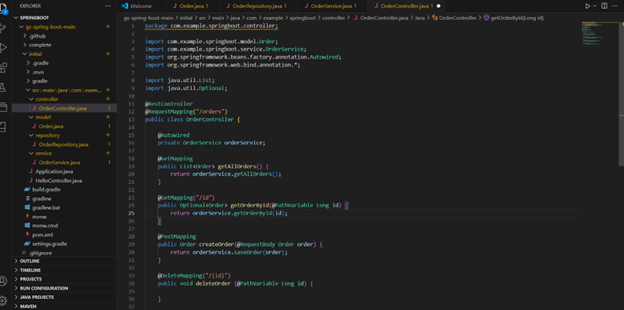 EXPLORER
SPRINGBOOT
gs-spring-boot-main
.github
complete
initial
.gradle
.mvn
gradle
src \ main \ java \ com \ exam...
controller
OrderController.java 1
model
Order.java 1
repository
OrderRepository.java 1
service
OrderService.java 1
Application.java
HelloController.java
build.gradle
gradlew
gradlew.bat
mvnw
mvnw.cmd
pom.xml
settings.gradle
.gitignore
OUTLINE
TIMELINE
PROJECTS
RUN CONFIGURATION
JAVA PROJECTS
MAVEN
Welcome
Order.java 1
OrderRepository.java 1
OrderService.java 1
OrderController.java 1
gs-spring-boot-main > initial > src > main > java > com > example > springboot > controller > OrderController.java > Java > OrderController > getOrderById(Long id)
1 package com.example.springboot.controller;
3 import com.example.springboot.model.Order;
4 import com.example.springboot.service.OrderService;
5 import org.springframework.beans.factory.annotation.Autowired;
6 import org.springframework.web.bind.annotation.*;
7
8 import java.util.List;
9 import java.util.Optional;
10
11 @RestController
12 @RequestMapping("/orders")
13 public class OrderController {
14
15 @Autowired
16 private OrderService orderService;
17
18 @GetMapping
19 public List<Order> getAllOrders() {
20 return orderService.getAllOrders();
21 }
22
23 @GetMapping("/id")
24 public Optional<Order> getOrderById(@PathVariable Long id) {
25 return orderService.getOrderById(id);
26 }
27
28 @PostMapping
29 public Order createOrder(@RequestBody Order order) {
30 return orderService.saveOrder(order);
31 }
32
33 @DeleteMapping("/{id}")
34 public void deleteOrder (@PathVariable Long id) {
35
36 }
37